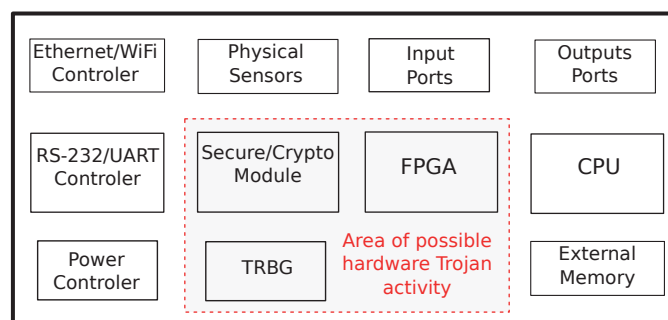 Ethernet/WiFi
Controler
Physical
Sensors
Input
Ports
Outputs
Ports
RS-232/UART
Controler
Secure/Crypto
Module
FPGA
CPU
Power
Controler
TRBG
Area of possible
hardware Trojan
activity
External
Memory